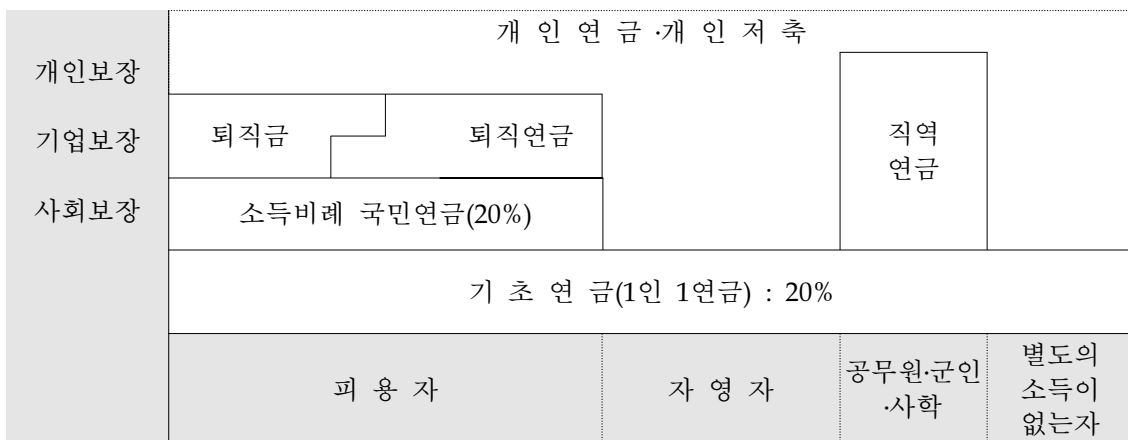 개 인 연 금 ·개 인 저 축
개인보장
기업보장
사회보장
퇴직금
퇴직연금
직역
연금
소득비례 국민연금(20%)
기 초 연 금(1인 1연금) : 20%
피 용 자
자 영 자
공무원·군인
·사학
별도의
소득이
없는자